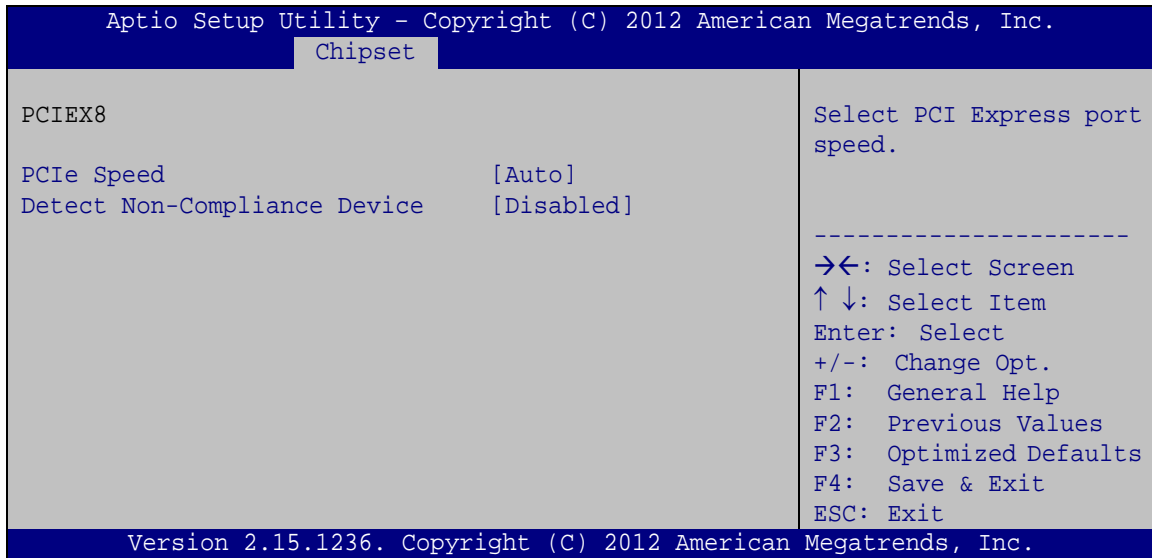 Aptio Setup Utility – Copyright (C) 2012 American Megatrends, Inc.
Chipset
PCIEX8
PCIe Speed [Auto]
Detect Non-Compliance Device [Disabled]
Select PCI Express port
speed.
----------------------
→←: Select Screen
↑ ↓: Select Item
Enter: Select
+/-: Change Opt.
F1: General Help
F2: Previous Values
F3: Optimized Defaults
F4: Save & Exit
ESC: Exit
Version 2.15.1236. Copyright (C) 2012 American Megatrends, Inc.